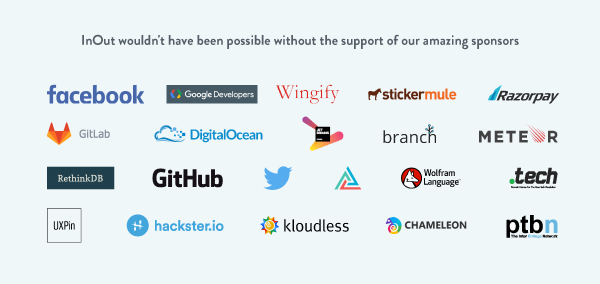 InOut wouldn't have been possible without the support of our amazing sponsors
facebook
Google Developers
Wingify
stickermule
Razorpay
GitLab
DigitalOcean
branch
METEOR
RethinkDB
GitHub
Wolfram
Language
.tech
UXPin
hackster.io
kloudless
CHAMELEON
ptbn